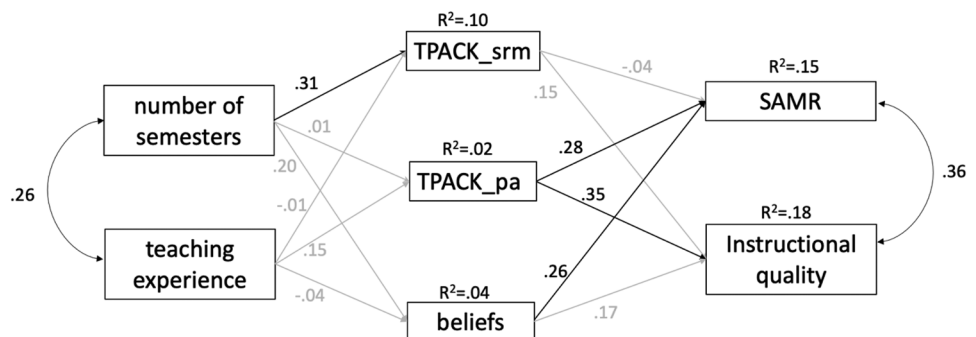 R²=.10
TPACK_srm
R²=.15
SAMR
number of
semesters
.31
-.04
.15
.01
.20
R²=.02
TPACK_pa
.28
.35
.26
.36
-.01
.15
-.04
teaching
experience
R²=.18
Instructional
quality
.26
.17
R²=.04
beliefs